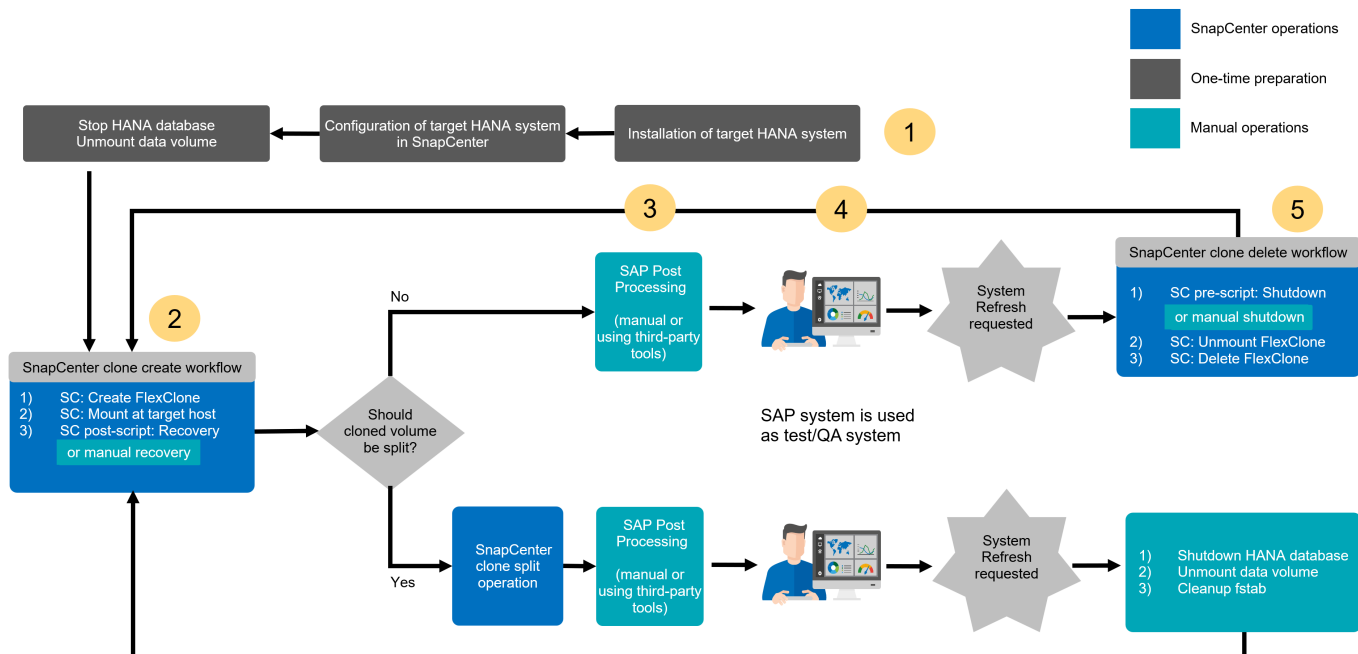 SnapCenter operations
One-time preparation
Manual operations
Stop HANA database
Unmount data volume
Configuration of target HANA system
in SnapCenter
Installation of target HANA system
1
2
3
4
5
SnapCenter clone create workflow
1) SC: Create FlexClone
2) SC: Mount at target host
3) SC post-script: Recovery
or manual recovery
Should
cloned volume
be split?
No
SAP Post
Processing
(manual or
using third-party
tools)
System
Refresh
requested
SnapCenter clone delete workflow
1) SC pre-script: Shutdown
or manual shutdown
2) SC: Unmount FlexClone
3) SC: Delete FlexClone
SAP system is used
as test/QA system
Yes
SnapCenter
clone split
operation
SAP Post
Processing
(manual or
using third-party
tools)
System
Refresh
requested
1) Shutdown HANA database
2) Unmount data volume
3) Cleanup fstab